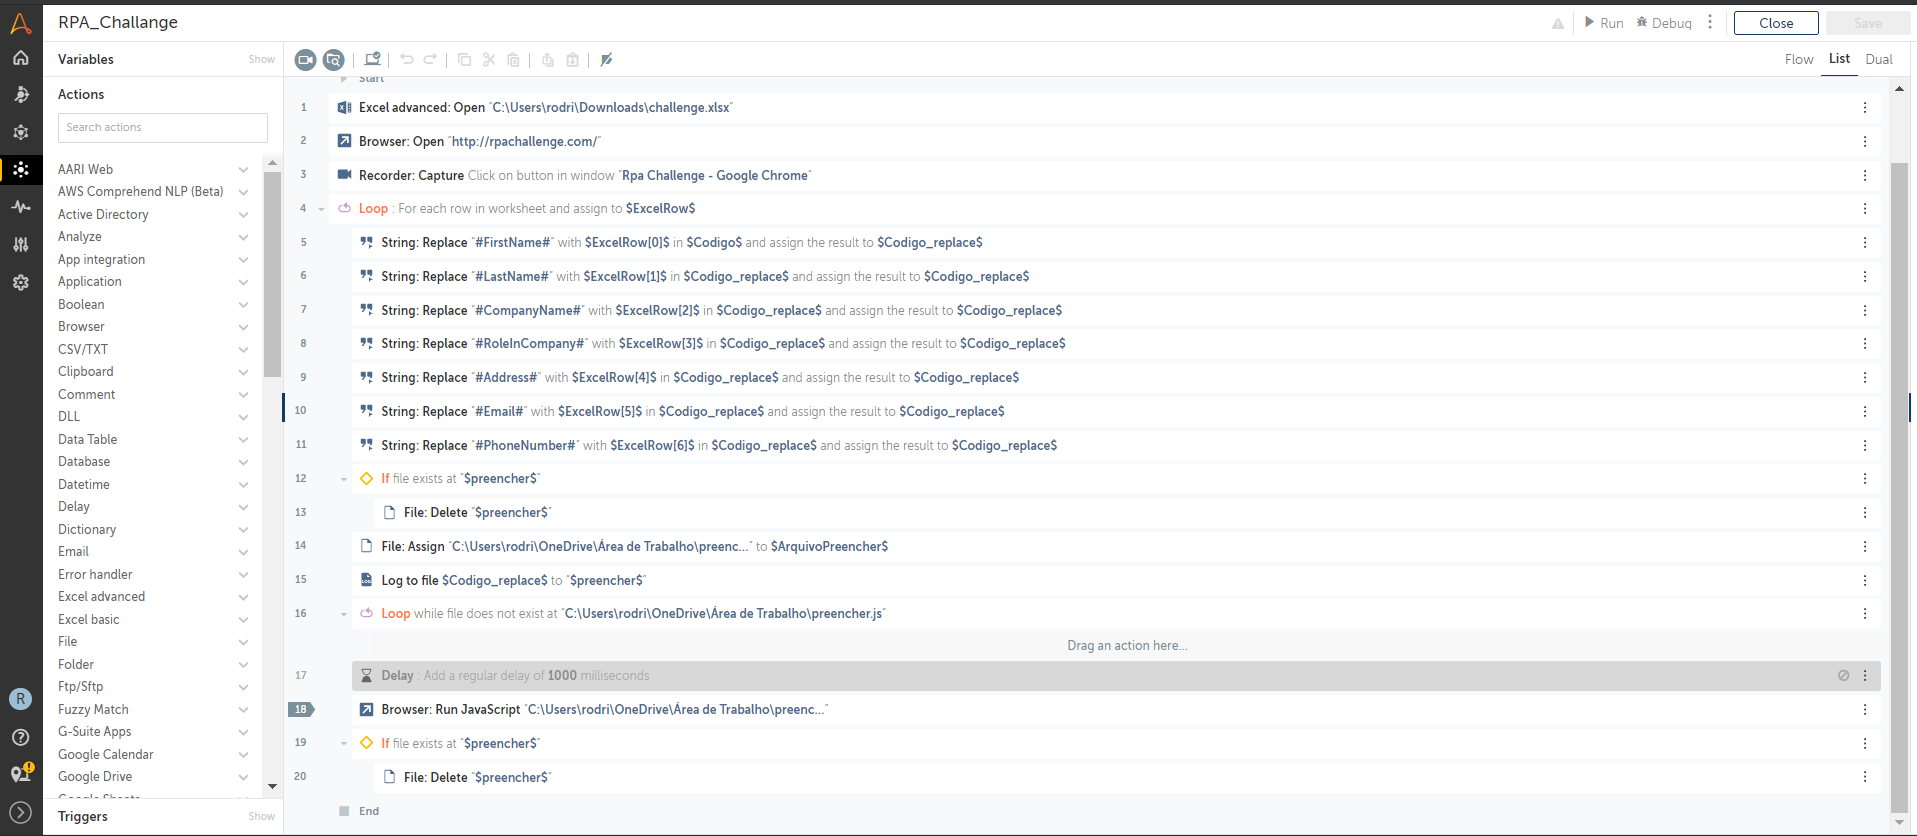 RPA_Challange
Run
Debug
Close
Save
Variables
Show
Flow
List
Dual
Actions
Search actions
AARI Web
AWS Comprehend NLP (Beta)
Active Directory
Analyze
App integration
Application
Boolean
Browser
CSV/TXT
Clipboard
Comment
DLL
Data Table
Database
Datetime
Delay
Dictionary
Email
Error handler
Excel advanced
Excel basic
File
Folder
Ftp/Sftp
Fuzzy Match
G-Suite Apps
Google Calendar
Google Drive
Google Sheets
Triggers
Show
R
Start
1 Excel advanced: Open "C:\Users\rodri\Downloads\challenge.xlsx"
2 Browser: Open "http://rpachallenge.com/"
3 Recorder: Capture Click on button in window "Rpa Challenge - Google Chrome"
4 Loop : For each row in worksheet and assign to $ExcelRow$
5 String: Replace "#FirstName#" with $ExcelRow[0]$ in $Codigo$ and assign the result to $Codigo_replace$
6 String: Replace "#LastName#" with $ExcelRow[1]$ in $Codigo_replace$ and assign the result to $Codigo_replace$
7 String: Replace "#CompanyName#" with $ExcelRow[2]$ in $Codigo_replace$ and assign the result to $Codigo_replace$
8 String: Replace "#RoleInCompany#" with $ExcelRow[3]$ in $Codigo_replace$ and assign the result to $Codigo_replace$
9 String: Replace "#Address#" with $ExcelRow[4]$ in $Codigo_replace$ and assign the result to $Codigo_replace$
10 String: Replace "#Email#" with $ExcelRow[5]$ in $Codigo_replace$ and assign the result to $Codigo_replace$
11 String: Replace "#PhoneNumber#" with $ExcelRow[6]$ in $Codigo_replace$ and assign the result to $Codigo_replace$
12 If file exists at "$preencher$"
13 File: Delete "$preencher$"
14 File: Assign "C:\Users\rodri\OneDrive\Área de Trabalho\preenc..." to $ArquivoPreencher$
15 Log to file $Codigo_replace$ to "$preencher$"
16 Loop while file does not exist at "C:\Users\rodri\OneDrive\Área de Trabalho\preencher.js"
Drag an action here...
17 Delay : Add a regular delay of 1000 milliseconds
18 Browser: Run JavaScript "C:\Users\rodri\OneDrive\Área de Trabalho\preenc..."
19 If file exists at "$preencher$"
20 File: Delete "$preencher$"
End